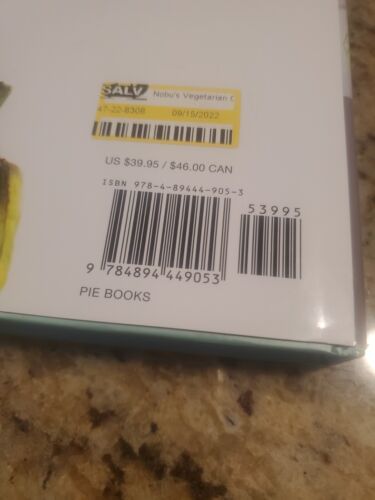 SALV Nobu's Vegetarian C
47-22-8308 09/15/2022
US $39.95 / $46.00 CAN
ISBN 978-4-89444-905-3
53995
9 784894 449053
PIE BOOKS